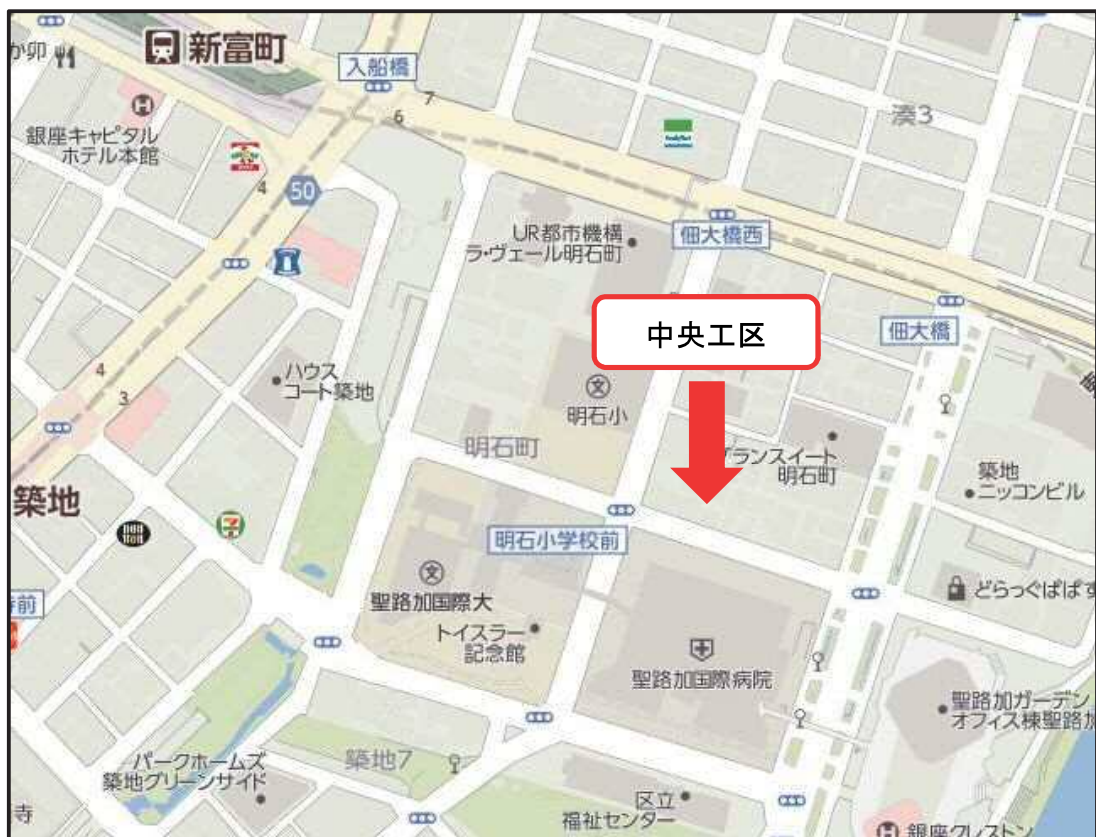 か卯
新富町
入船橋
7
6
湊3
銀座キャピタル
ホテル本館
FamilyMart
4
50
UR都市機構
ラ・ヴェール明石町
佃大橋西
中央工区
佃大橋
4
3
ハウス
コート築地
文
明石小
明石町
グランスイート
明石町
築地
ニッコンビル
築地
7
明石小学校前
文
聖路加国際大
どらっぐぱぱす
寺前
トイスラー
記念館
聖路加国際病院
聖路加ガーデン
オフィス棟聖路加
パークホームズ
築地グリーンサイド
築地7
寺
区立
福祉センター
H
銀座クレストン